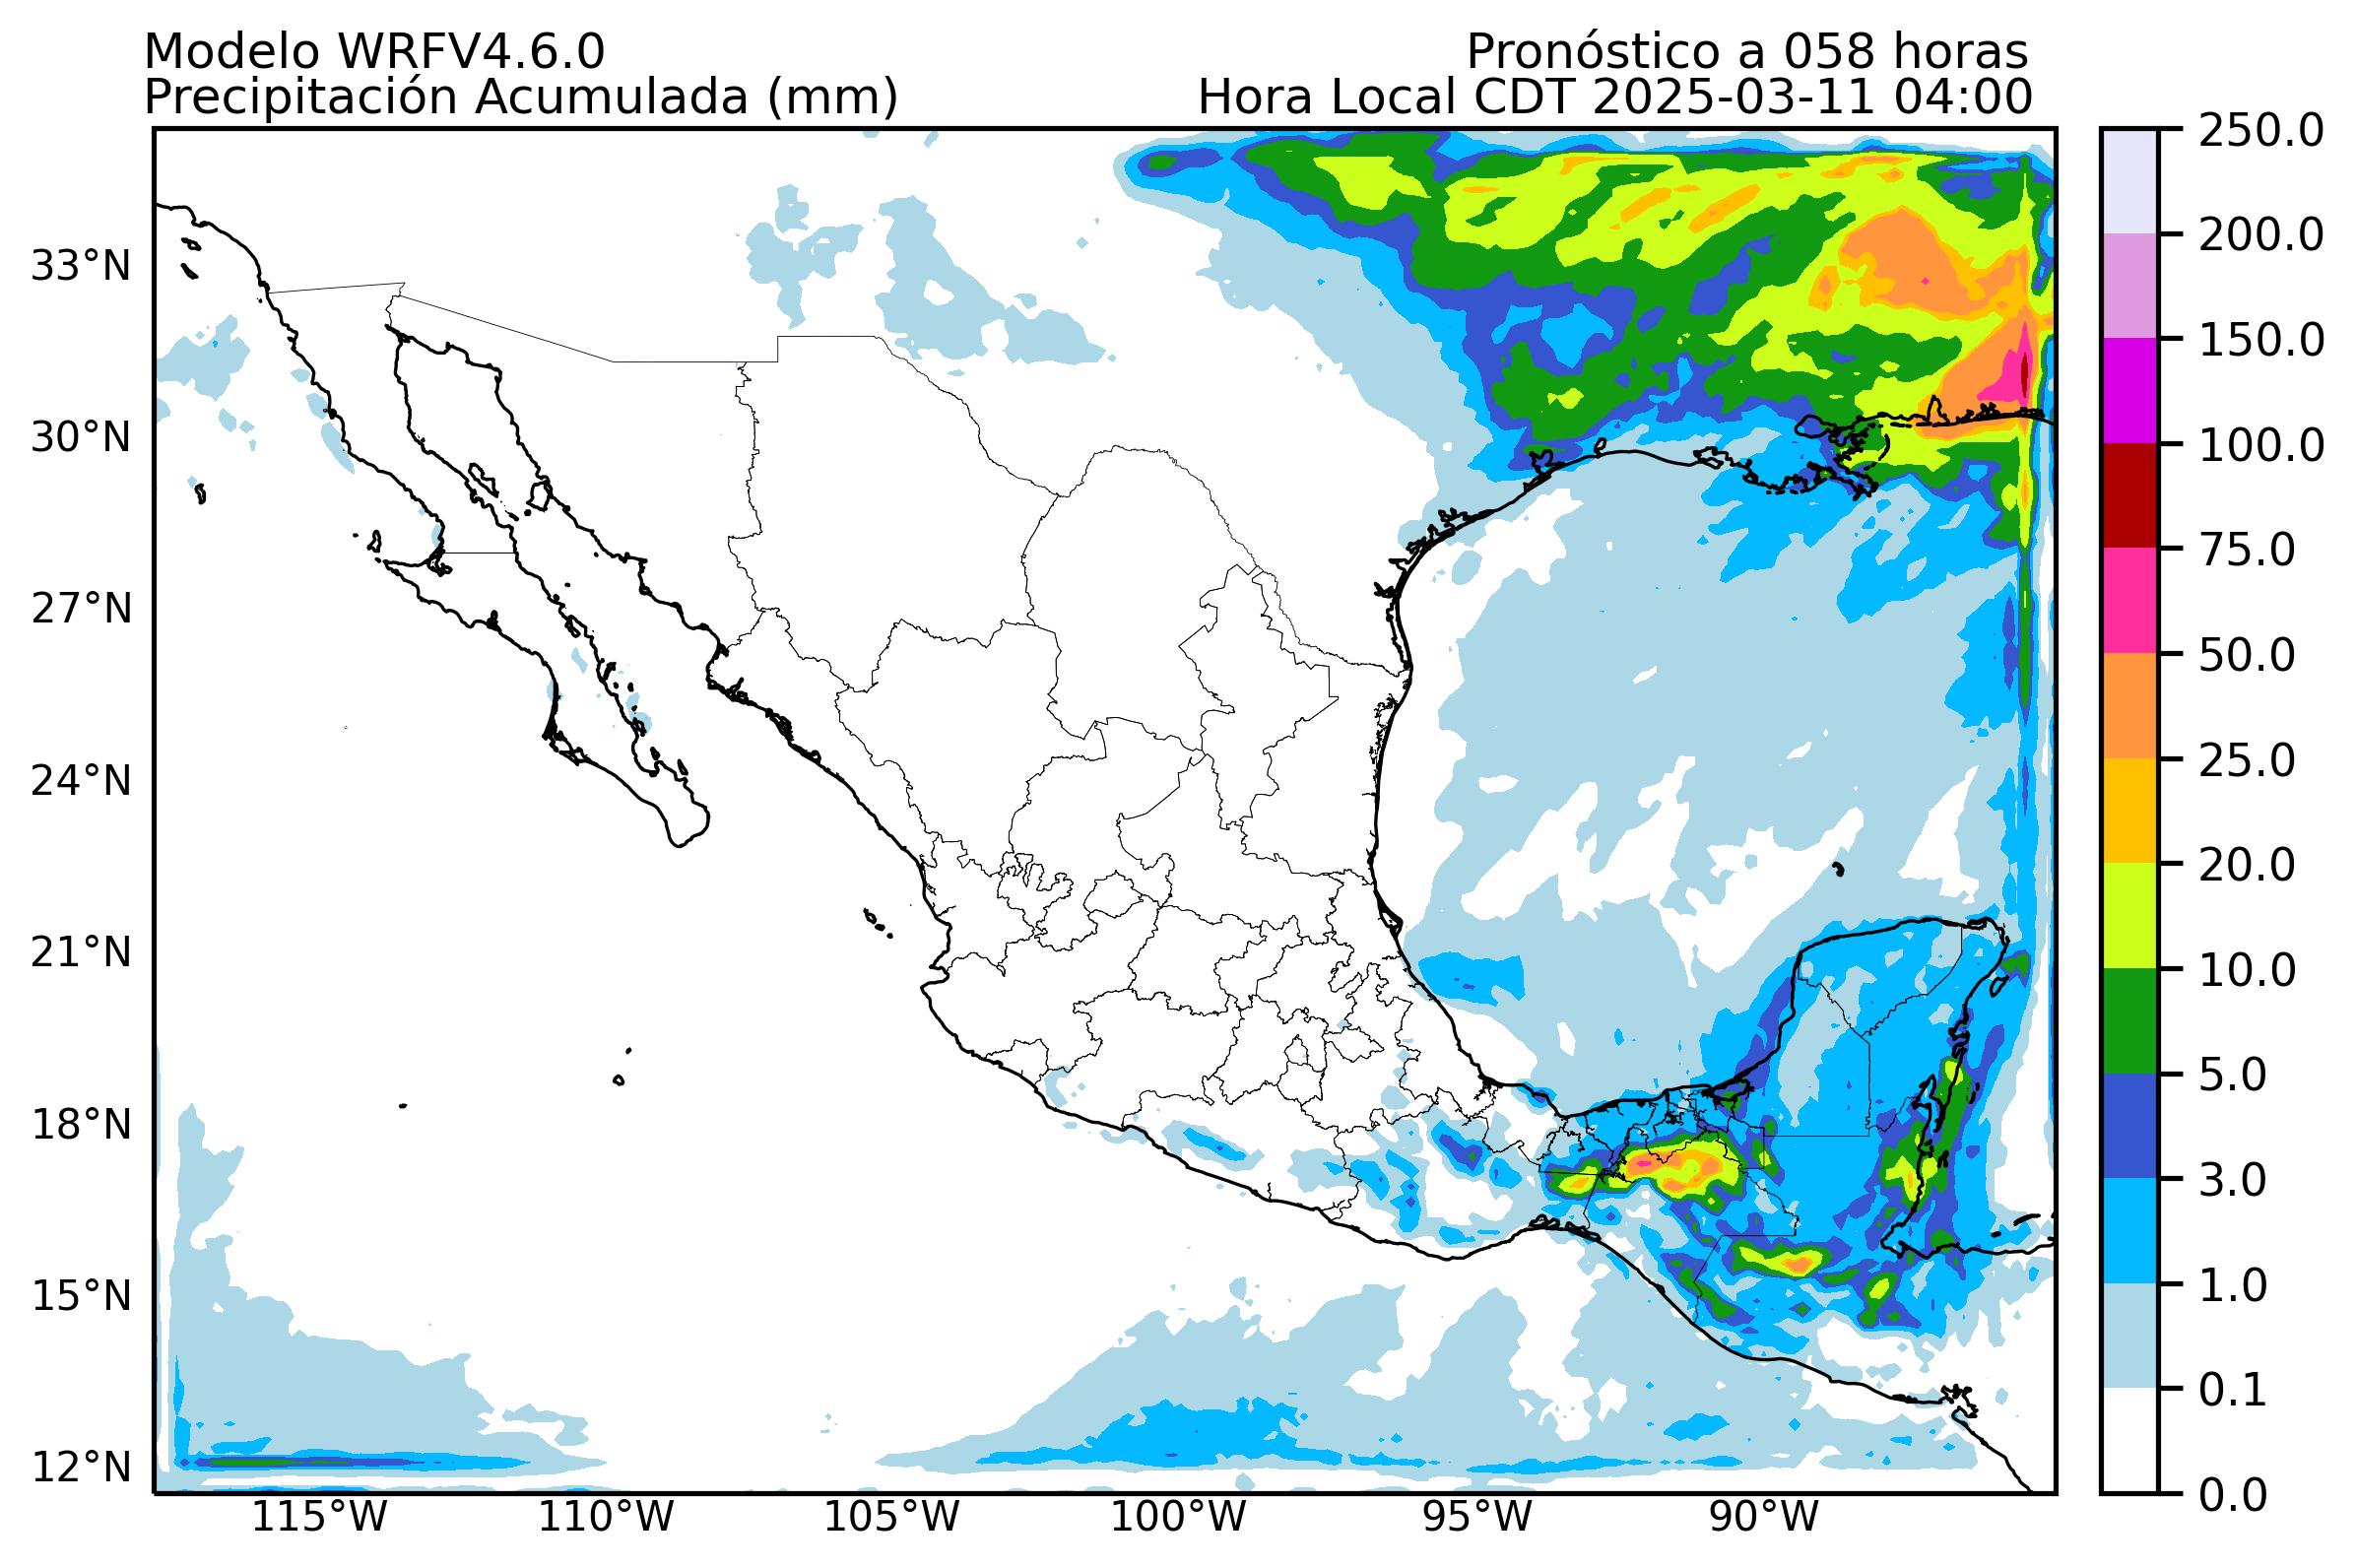 Modelo WRFV4.6.0
Pronóstico a 058 horas
Precipitación Acumulada (mm)
Hora Local CDT 2025-03-11 04:00
33°N
30°N
27°N
24°N
21°N
18°N
15°N
12°N
115°W
110°W
105°W
100°W
95°W
90°W
250.0
200.0
150.0
100.0
75.0
50.0
25.0
20.0
10.0
5.0
3.0
1.0
0.1
0.0